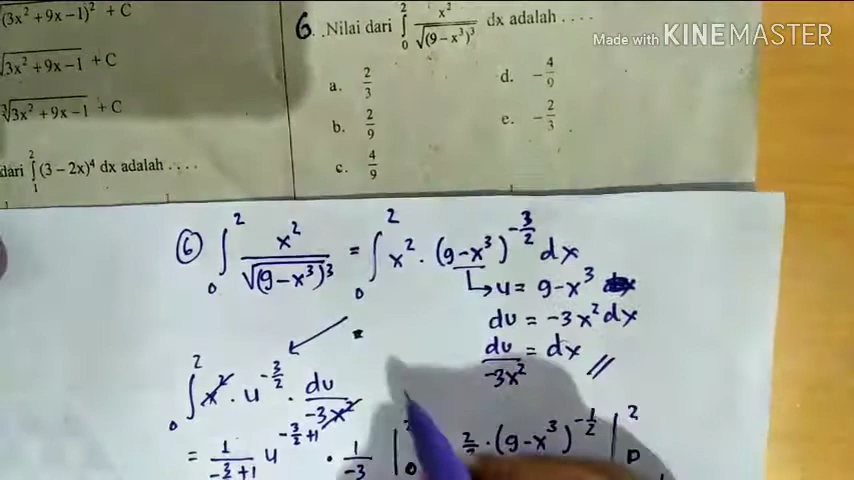 (3x² + 9x − 1)² + C
√3x² + 9x − 1 + C
∛3x² + 9x − 1 + C
dari ∫₁² (3 − 2x)⁴ dx adalah . . . .
6. Nilai dari ∫₀² x²/√(9 − x³)³ dx adalah . . . .
a. 2/3
b. 2/9
c. 4/9
d. −4/9
e. −2/3
Made with KINEMASTER
⑥ ∫₀² x²/√(9−x³)³ = ∫₀² x² · (9−x³)^(−3/2) dx
↳ u = 9−x³
du = −3x² dx
du/−3x² = dx //
∫₀² x² · u^(−3/2) · du/−3x²
= 1/(−3/2+1) u^(−3/2+1) · 1/−3 |₀
· (9−x³)^(−1/2) |₀²